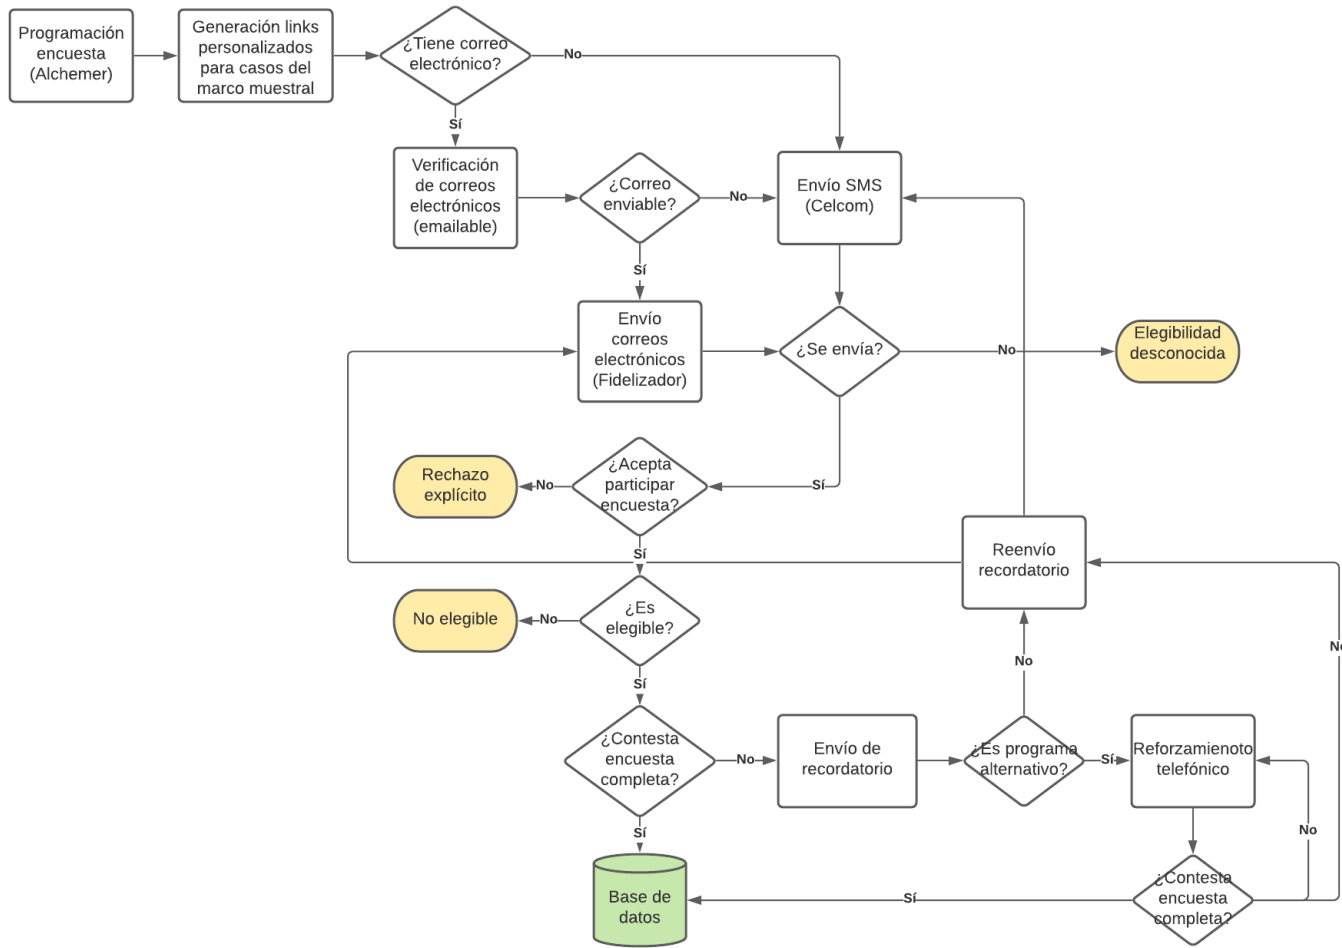 Programación
encuesta
(Alchemer)
Generación links
personalizados
para casos del
marco muestral
¿Tiene correo
electrónico?
No
Sí
Verificación
de correos
electrónicos
(emailable)
¿Correo
enviable?
No
Envío SMS
(Celcom)
Sí
Envío
correos
electrónicos
(Fidelizador)
¿Se envía?
No
Elegibilidad
desconocida
Sí
¿Acepta
participar
encuesta?
No
Rechazo
explícito
Sí
Reenvío
recordatorio
¿Es
elegible?
No
No elegible
Sí
No
No
¿Contesta
encuesta
completa?
No
Envío de
recordatorio
¿Es programa
alternativo?
Sí
Reforzamienoto
telefónico
Sí
No
Base de
datos
Sí
¿Contesta
encuesta
completa?